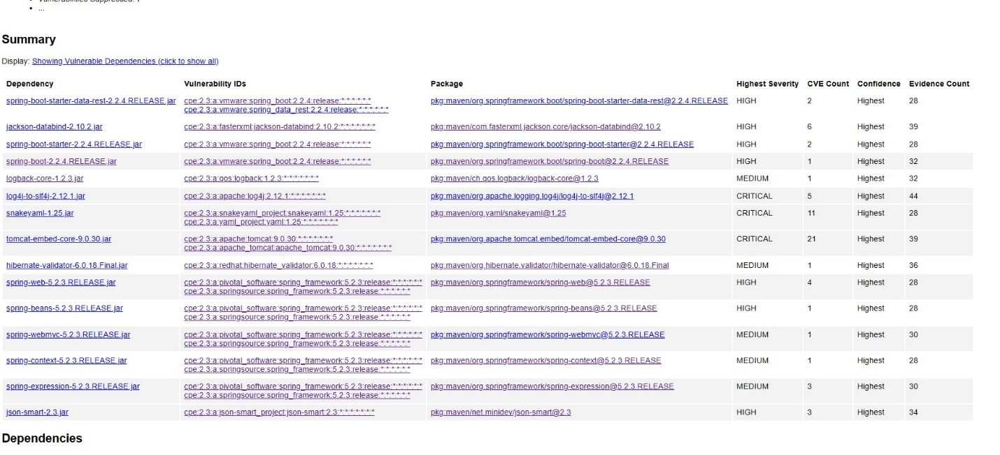 Vulnerabilities Suppressed: 1
...
Summary
Display: Showing Vulnerable Dependencies (click to show all)
Dependency Vulnerability IDs Package Highest Severity CVE Count Confidence Evidence Count
spring-boot-starter-data-rest-2.2.4.RELEASE.jar cpe:2.3:a:vmware:spring_boot:2.2.4:release:*:*:*:*:*:* pkg:maven/org.springframework.boot/spring-boot-starter-data-rest@2.2.4.RELEASE HIGH 2 Highest 28
cpe:2.3:a:vmware:spring_data_rest:2.2.4:release:*:*:*:*:*:*
jackson-databind-2.10.2.jar cpe:2.3:a:fasterxml:jackson-databind:2.10.2:*:*:*:*:*:*:* pkg:maven/com.fasterxml.jackson.core/jackson-databind@2.10.2 HIGH 6 Highest 39
spring-boot-starter-2.2.4.RELEASE.jar cpe:2.3:a:vmware:spring_boot:2.2.4:release:*:*:*:*:*:* pkg:maven/org.springframework.boot/spring-boot-starter@2.2.4.RELEASE HIGH 2 Highest 28
spring-boot-2.2.4.RELEASE.jar cpe:2.3:a:vmware:spring_boot:2.2.4:release:*:*:*:*:*:* pkg:maven/org.springframework.boot/spring-boot@2.2.4.RELEASE HIGH 1 Highest 32
logback-core-1.2.3.jar cpe:2.3:a:qos:logback:1.2.3:*:*:*:*:*:*:* pkg:maven/ch.qos.logback/logback-core@1.2.3 MEDIUM 1 Highest 32
log4j-to-slf4j-2.12.1.jar cpe:2.3:a:apache:log4j:2.12.1:*:*:*:*:*:*:* pkg:maven/org.apache.logging.log4j/log4j-to-slf4j@2.12.1 CRITICAL 5 Highest 44
snakeyaml-1.25.jar cpe:2.3:a:snakeyaml_project:snakeyaml:1.25:*:*:*:*:*:*:* pkg:maven/org.yaml/snakeyaml@1.25 CRITICAL 11 Highest 28
cpe:2.3:a:yaml_project:yaml:1.25:*:*:*:*:*:*:*
tomcat-embed-core-9.0.30.jar cpe:2.3:a:apache:tomcat:9.0.30:*:*:*:*:*:*:* pkg:maven/org.apache.tomcat.embed/tomcat-embed-core@9.0.30 CRITICAL 21 Highest 39
cpe:2.3:a:apache_tomcat:apache_tomcat:9.0.30:*:*:*:*:*:*:*
hibernate-validator-6.0.18.Final.jar cpe:2.3:a:redhat:hibernate_validator:6.0.18:*:*:*:*:*:*:* pkg:maven/org.hibernate.validator/hibernate-validator@6.0.18.Final MEDIUM 1 Highest 36
spring-web-5.2.3.RELEASE.jar cpe:2.3:a:pivotal_software:spring_framework:5.2.3:release:*:*:*:*:*:* pkg:maven/org.springframework/spring-web@5.2.3.RELEASE HIGH 4 Highest 28
cpe:2.3:a:springsource:spring_framework:5.2.3:release:*:*:*:*:*:*
spring-beans-5.2.3.RELEASE.jar cpe:2.3:a:pivotal_software:spring_framework:5.2.3:release:*:*:*:*:*:* pkg:maven/org.springframework/spring-beans@5.2.3.RELEASE HIGH 1 Highest 28
cpe:2.3:a:springsource:spring_framework:5.2.3:release:*:*:*:*:*:*
spring-webmvc-5.2.3.RELEASE.jar cpe:2.3:a:pivotal_software:spring_framework:5.2.3:release:*:*:*:*:*:* pkg:maven/org.springframework/spring-webmvc@5.2.3.RELEASE MEDIUM 1 Highest 30
cpe:2.3:a:springsource:spring_framework:5.2.3:release:*:*:*:*:*:*
spring-context-5.2.3.RELEASE.jar cpe:2.3:a:pivotal_software:spring_framework:5.2.3:release:*:*:*:*:*:* pkg:maven/org.springframework/spring-context@5.2.3.RELEASE MEDIUM 1 Highest 28
cpe:2.3:a:springsource:spring_framework:5.2.3:release:*:*:*:*:*:*
spring-expression-5.2.3.RELEASE.jar cpe:2.3:a:pivotal_software:spring_framework:5.2.3:release:*:*:*:*:*:* pkg:maven/org.springframework/spring-expression@5.2.3.RELEASE MEDIUM 3 Highest 30
cpe:2.3:a:springsource:spring_framework:5.2.3:release:*:*:*:*:*:*
json-smart-2.3.jar cpe:2.3:a:json-smart_project:json-smart:2.3:*:*:*:*:*:*:* pkg:maven/net.minidev/json-smart@2.3 HIGH 3 Highest 34
Dependencies